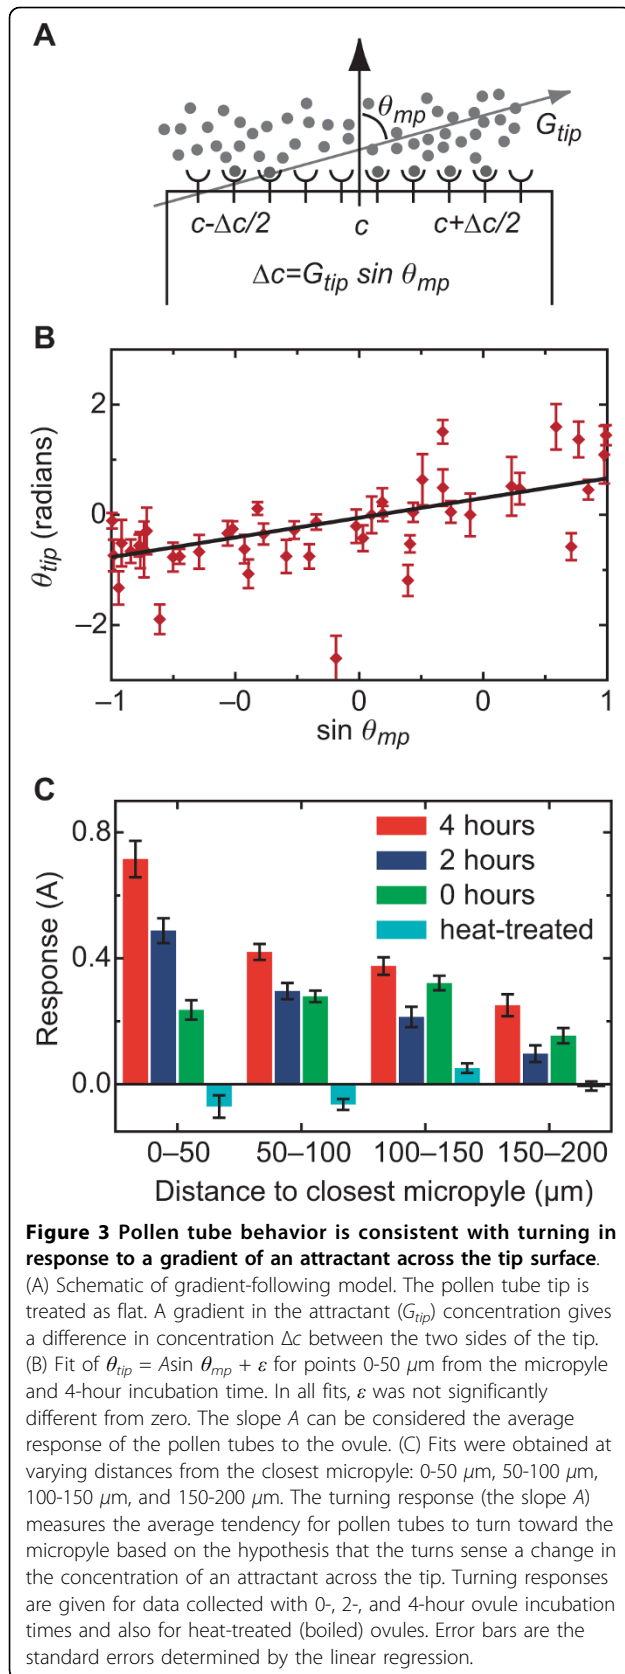 A
θmp
Gtip
c-Δc/2
c
c+Δc/2
Δc=Gtip sin θmp
B
θtip (radians)
2
0
−2
−1
−0
0
0
1
sin θmp
C
Response (A)
0.8
0.4
0.0
4 hours
2 hours
0 hours
heat-treated
0–50
50–100
100–150
150–200
Distance to closest micropyle (μm)
Figure 3 Pollen tube behavior is consistent with turning in
response to a gradient of an attractant across the tip surface.
(A) Schematic of gradient-following model. The pollen tube tip is
treated as flat. A gradient in the attractant (Gtip) concentration gives
a difference in concentration Δc between the two sides of the tip.
(B) Fit of θtip = Asin θmp + ε for points 0-50 μm from the micropyle
and 4-hour incubation time. In all fits, ε was not significantly
different from zero. The slope A can be considered the average
response of the pollen tubes to the ovule. (C) Fits were obtained at
varying distances from the closest micropyle: 0-50 μm, 50-100 μm,
100-150 μm, and 150-200 μm. The turning response (the slope A)
measures the average tendency for pollen tubes to turn toward the
micropyle based on the hypothesis that the turns sense a change in
the concentration of an attractant across the tip. Turning responses
are given for data collected with 0-, 2-, and 4-hour ovule incubation
times and also for heat-treated (boiled) ovules. Error bars are the
standard errors determined by the linear regression.